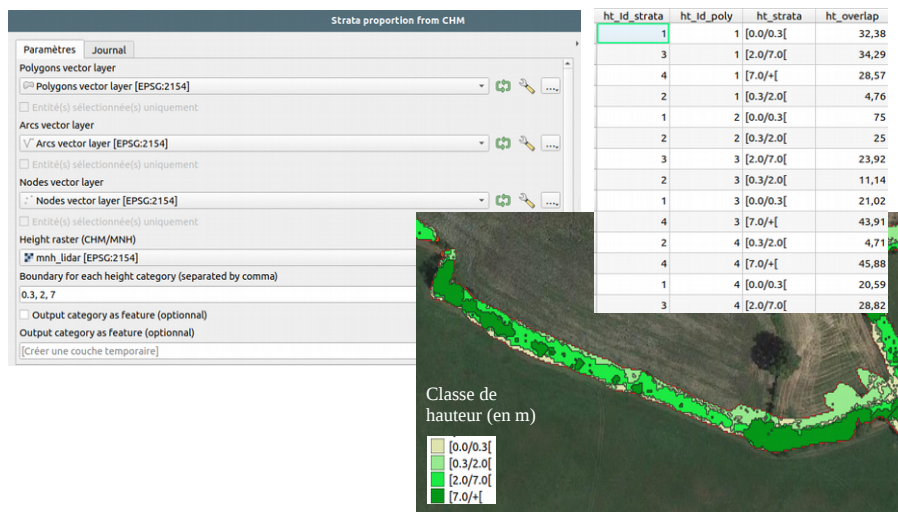 Strata proportion from CHM
Paramètres Journal
Polygons vector layer
Polygons vector layer [EPSG:2154]
Entité(s) sélectionnée(s) uniquement
Arcs vector layer
Arcs vector layer [EPSG:2154]
Entité(s) sélectionnée(s) uniquement
Nodes vector layer
Nodes vector layer [EPSG:2154]
Entité(s) sélectionnée(s) uniquement
Height raster (CHM/MNH)
mnh_lidar [EPSG:2154]
Boundary for each height category (separated by comma)
0.3, 2, 7
Output category as feature (optionnal)
Output category as feature (optionnal)
[Créer une couche temporaire]
ht_Id_strata ht_Id_poly ht_strata ht_overlap
1 1 [0.0/0.3[ 32,38
3 1 [2.0/7.0[ 34,29
4 1 [7.0/+[ 28,57
2 1 [0.3/2.0[ 4,76
1 2 [0.0/0.3[ 75
2 2 [0.3/2.0[ 25
3 3 [2.0/7.0[ 23,92
2 3 [0.3/2.0[ 11,14
1 3 [0.0/0.3[ 21,02
4 3 [7.0/+[ 43,91
2 4 [0.3/2.0[ 4,71
4 4 [7.0/+[ 45,88
1 4 [0.0/0.3[ 20,59
3 4 [2.0/7.0[ 28,82
Classe de
hauteur (en m)
[0.0/0.3[
[0.3/2.0[
[2.0/7.0[
[7.0/+[